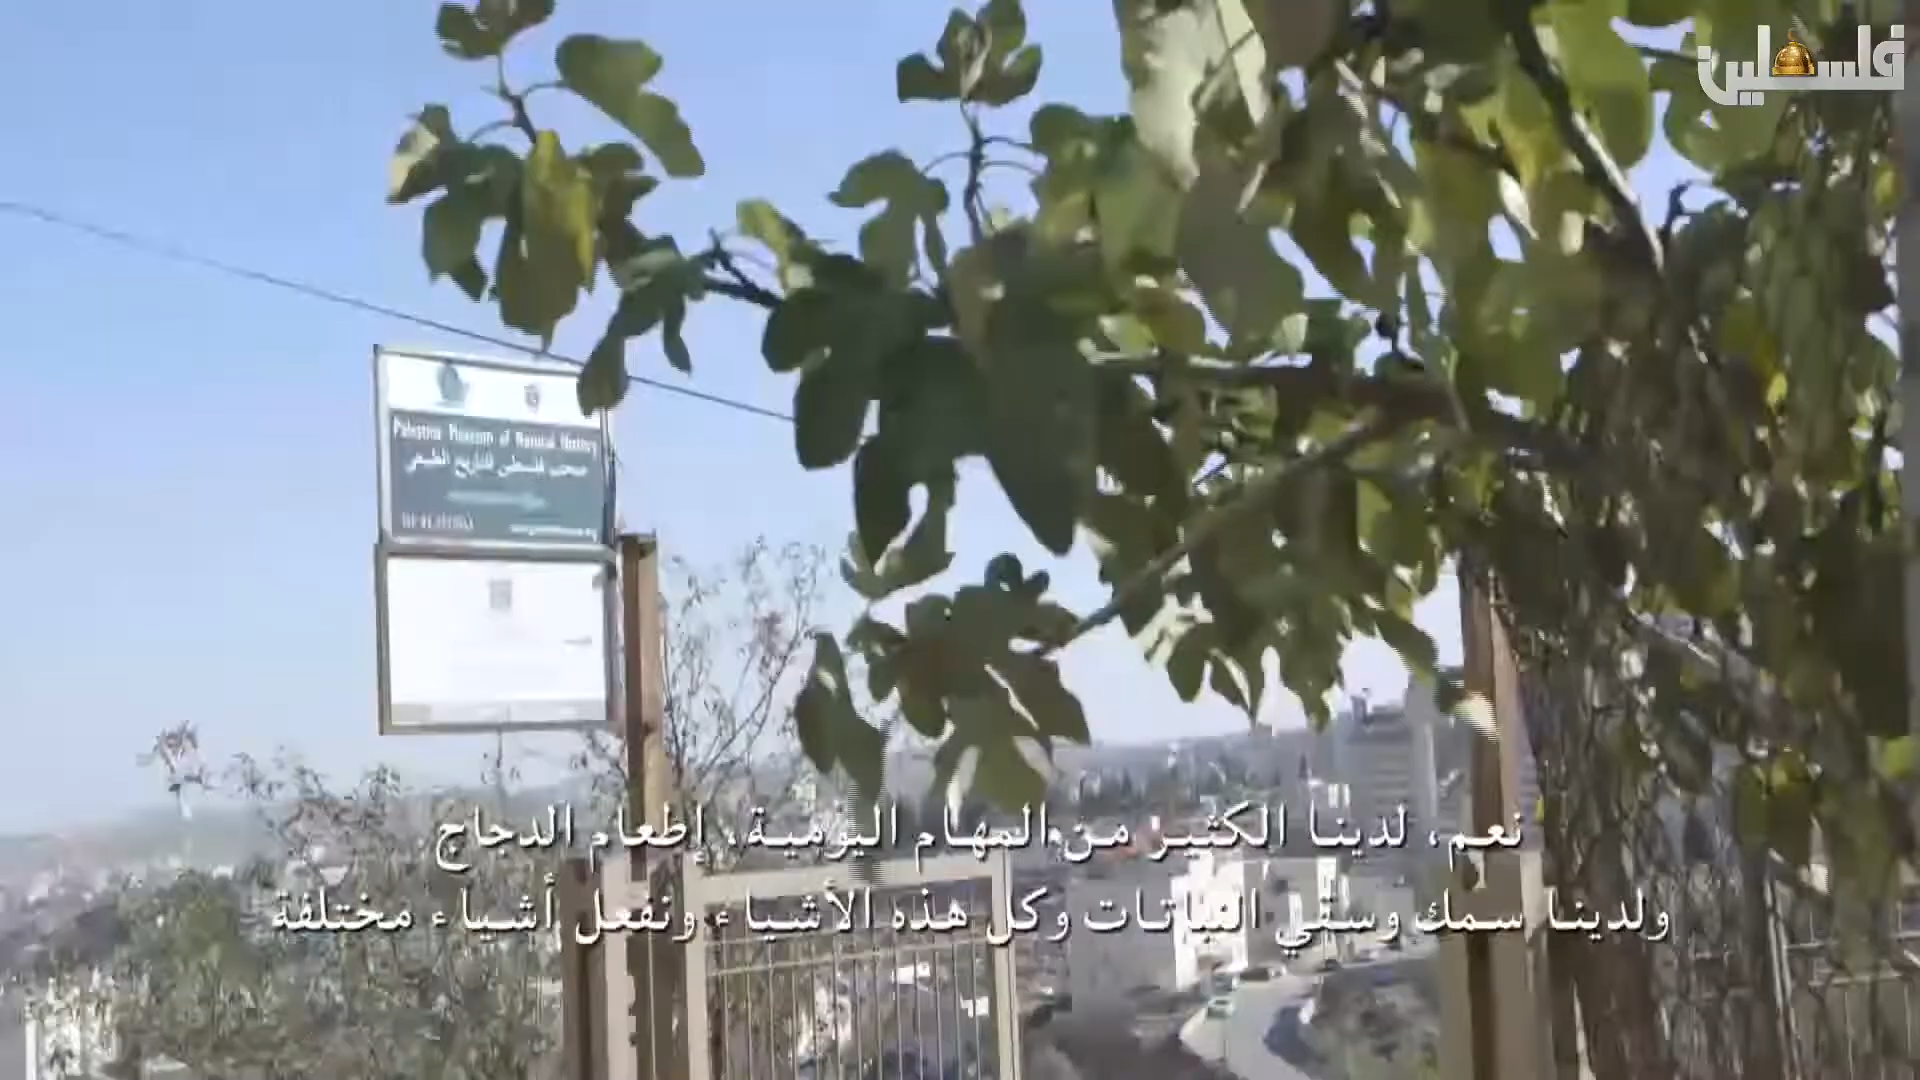 فلسطين
Palestine Museum of Natural History
متحف فلسطين للتاريخ الطبيعي
نعم، لدينا الكثير من المهام اليومية، إطعام الدجاج
ولدينا سمك وسقي النباتات وكل هذه الأشياء ونفعل أشياء مختلفة